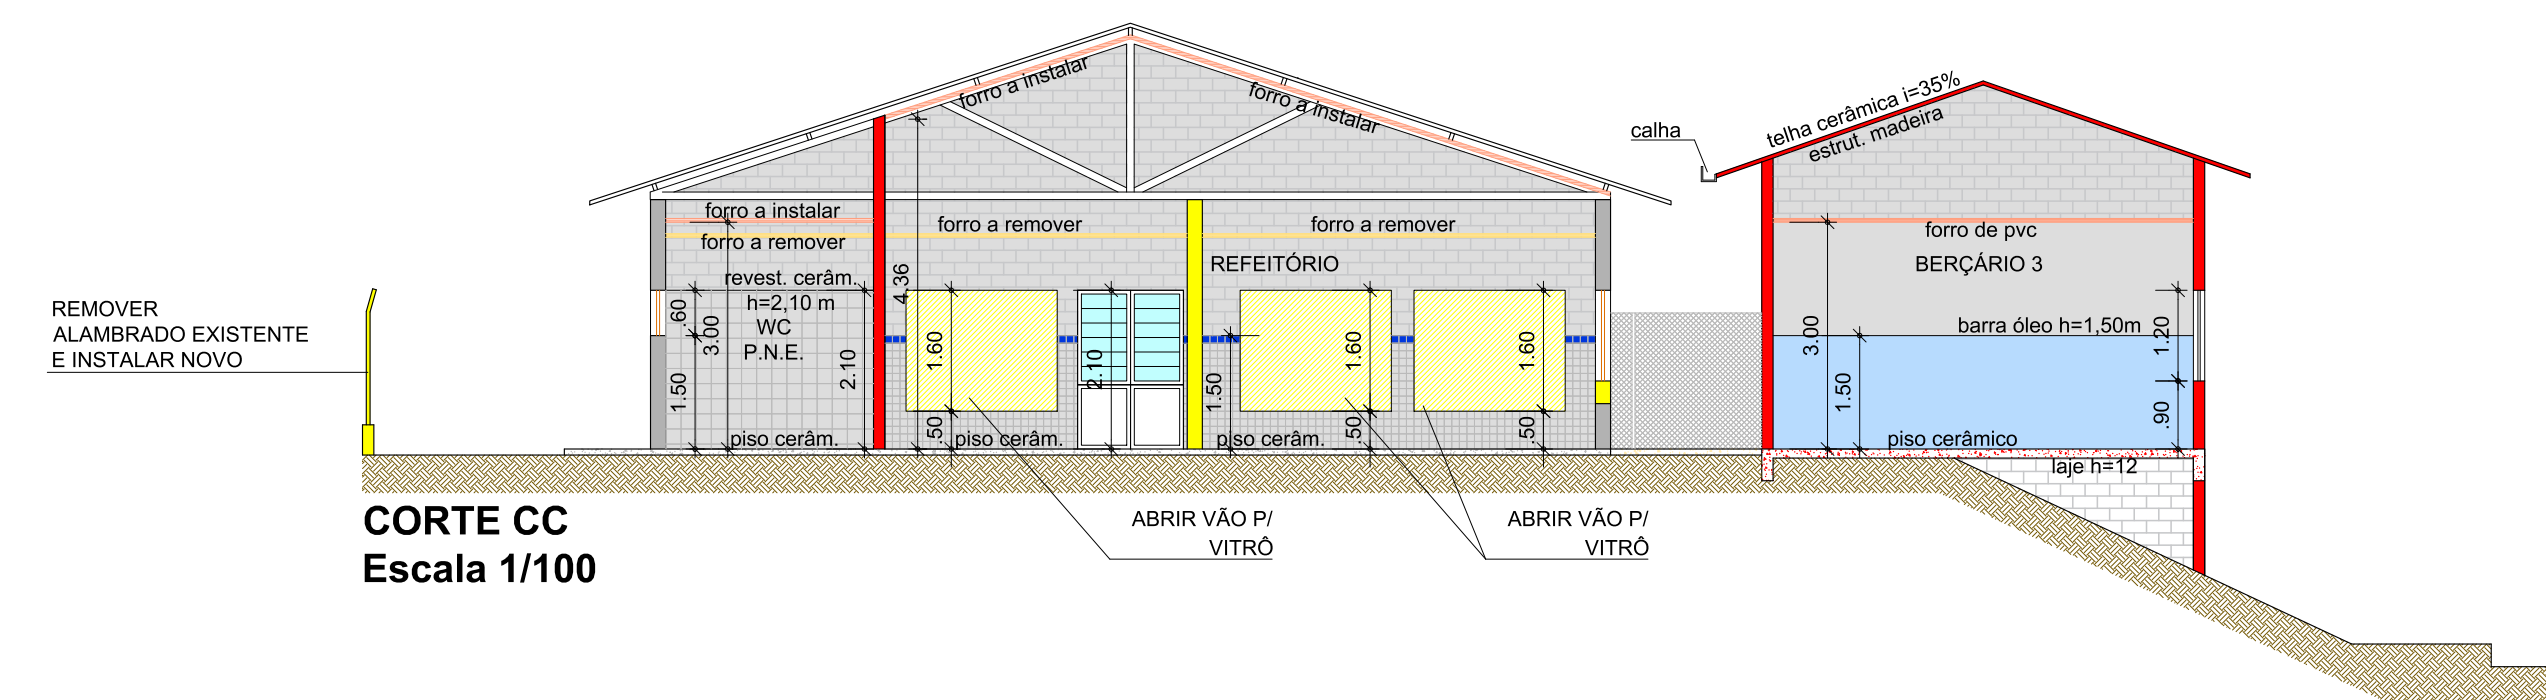 forro a instalar
forro a instalar
telha cerâmica i=35%
estrut. madeira
calha
forro a instalar
forro a remover
forro a remover
forro a remover
forro de pvc
REFEITÓRIO
BERÇÁRIO 3
revest. cerâm.
h=2,10 m
WC
P.N.E.
4.36
.60
3.00
1.50
2.10
1.60
.50
2.10
1.50
1.60
.50
1.60
.50
3.00
1.50
barra óleo h=1,50m
1.20
.90
REMOVER
ALAMBRADO EXISTENTE
E INSTALAR NOVO
piso cerâm.
piso cerâm.
piso cerâm.
piso cerâmico
laje h=12
CORTE CC
Escala 1/100
ABRIR VÃO P/
VITRÔ
ABRIR VÃO P/
VITRÔ